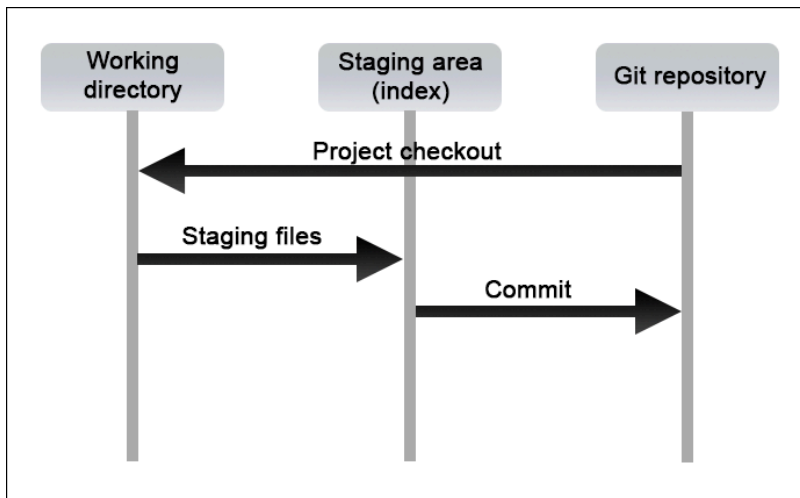 Working
directory
Staging area
(index)
Git repository
Project checkout
Staging files
Commit